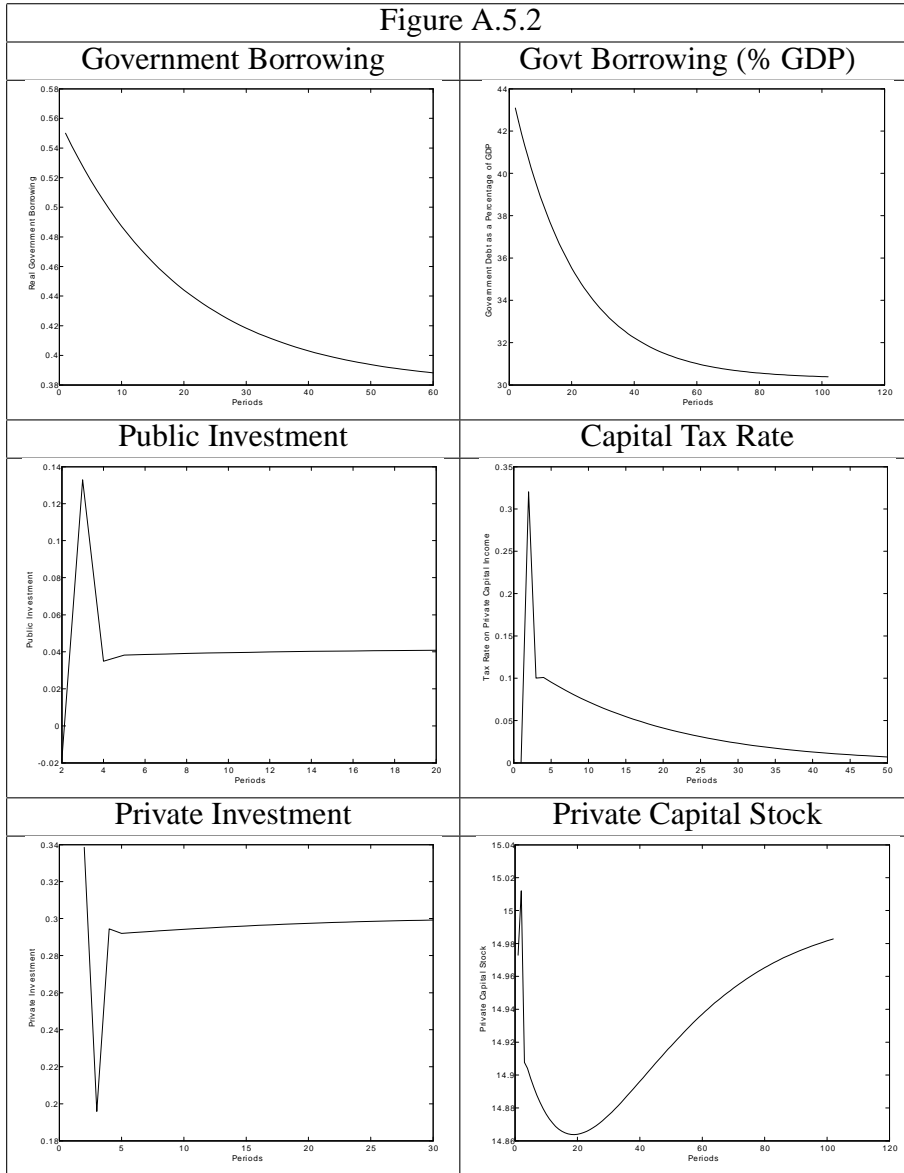 Figure A.5.2
Government Borrowing
Govt Borrowing (% GDP)
0.58
0.56
0.54
0.52
0.5
0.48
0.46
0.44
0.42
0.4
0.38
Real Government Borrowing
0 10 20 30 40 50 60
Periods
44
42
40
38
36
34
32
30
Government Debt as a Percentage of GDP
0 20 40 60 80 100 120
Periods
Public Investment
Capital Tax Rate
0.14
0.12
0.1
0.08
0.06
0.04
0.02
0
-0.02
Public Investment
2 4 6 8 10 12 14 16 18 20
Periods
0.35
0.3
0.25
0.2
0.15
0.1
0.05
0
Tax Rate on Private Capital Income
0 5 10 15 20 25 30 35 40 45 50
Periods
Private Investment
Private Capital Stock
0.34
0.32
0.3
0.28
0.26
0.24
0.22
0.2
0.18
Private Investment
0 5 10 15 20 25 30
Periods
15.04
15.02
15
14.98
14.96
14.94
14.92
14.9
14.88
14.86
Private Capital Stock
0 20 40 60 80 100 120
Periods